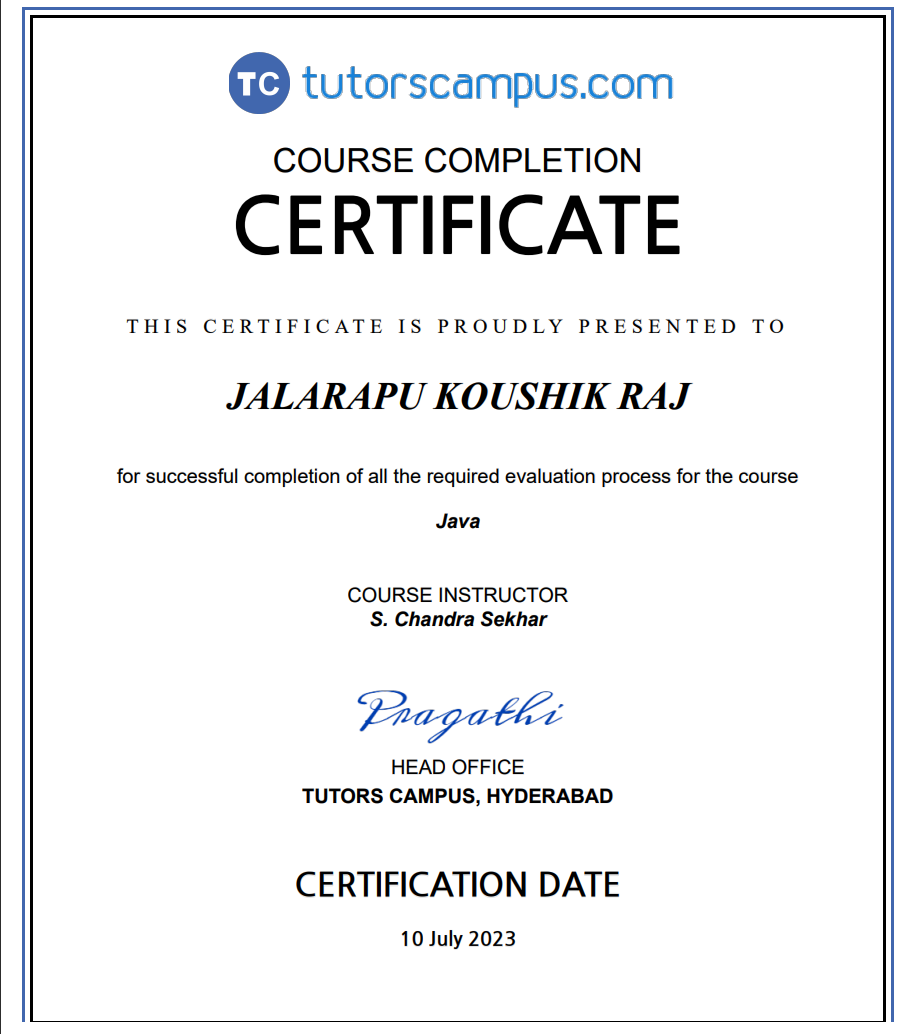 TC tutorscampus.com
COURSE COMPLETION
CERTIFICATE
THIS CERTIFICATE IS PROUDLY PRESENTED TO
JALARAPU KOUSHIK RAJ
for successful completion of all the required evaluation process for the course
Java
COURSE INSTRUCTOR
S. Chandra Sekhar
Pragathi
HEAD OFFICE
TUTORS CAMPUS, HYDERABAD
CERTIFICATION DATE
10 July 2023